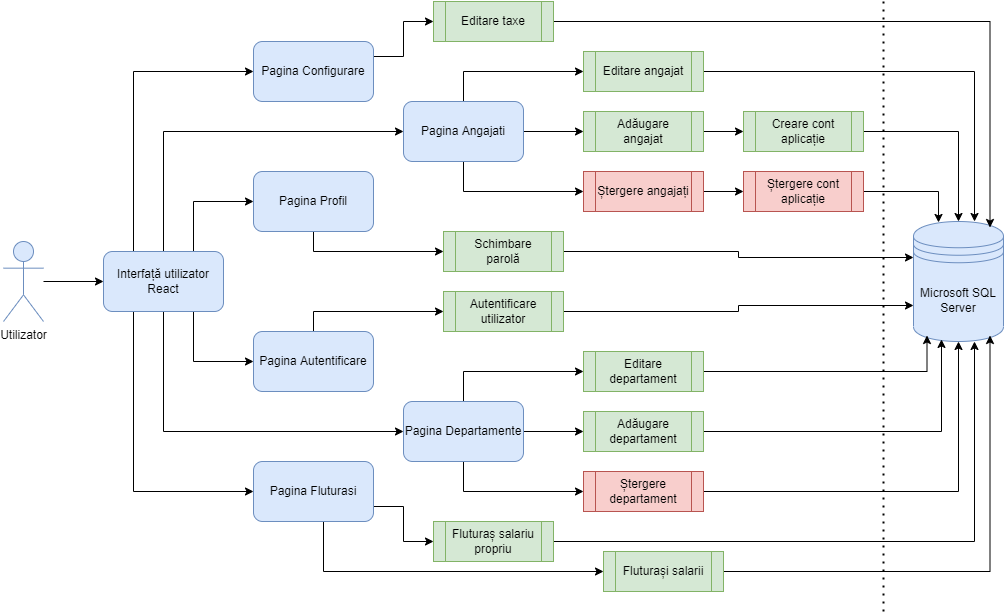 Editare taxe
Pagina Configurare
Editare angajat
Pagina Angajati
Adăugare
angajat
Creare cont
aplicație
Ștergere angajați
Ștergere cont
aplicație
Pagina Profil
Schimbare
parolă
Interfață utilizator
React
Utilizator
Microsoft SQL
Server
Autentificare
utilizator
Pagina Autentificare
Editare
departament
Pagina Departamente
Adăugare
departament
Ștergere
departament
Pagina Fluturasi
Fluturaș salariu
propriu
Fluturași salarii